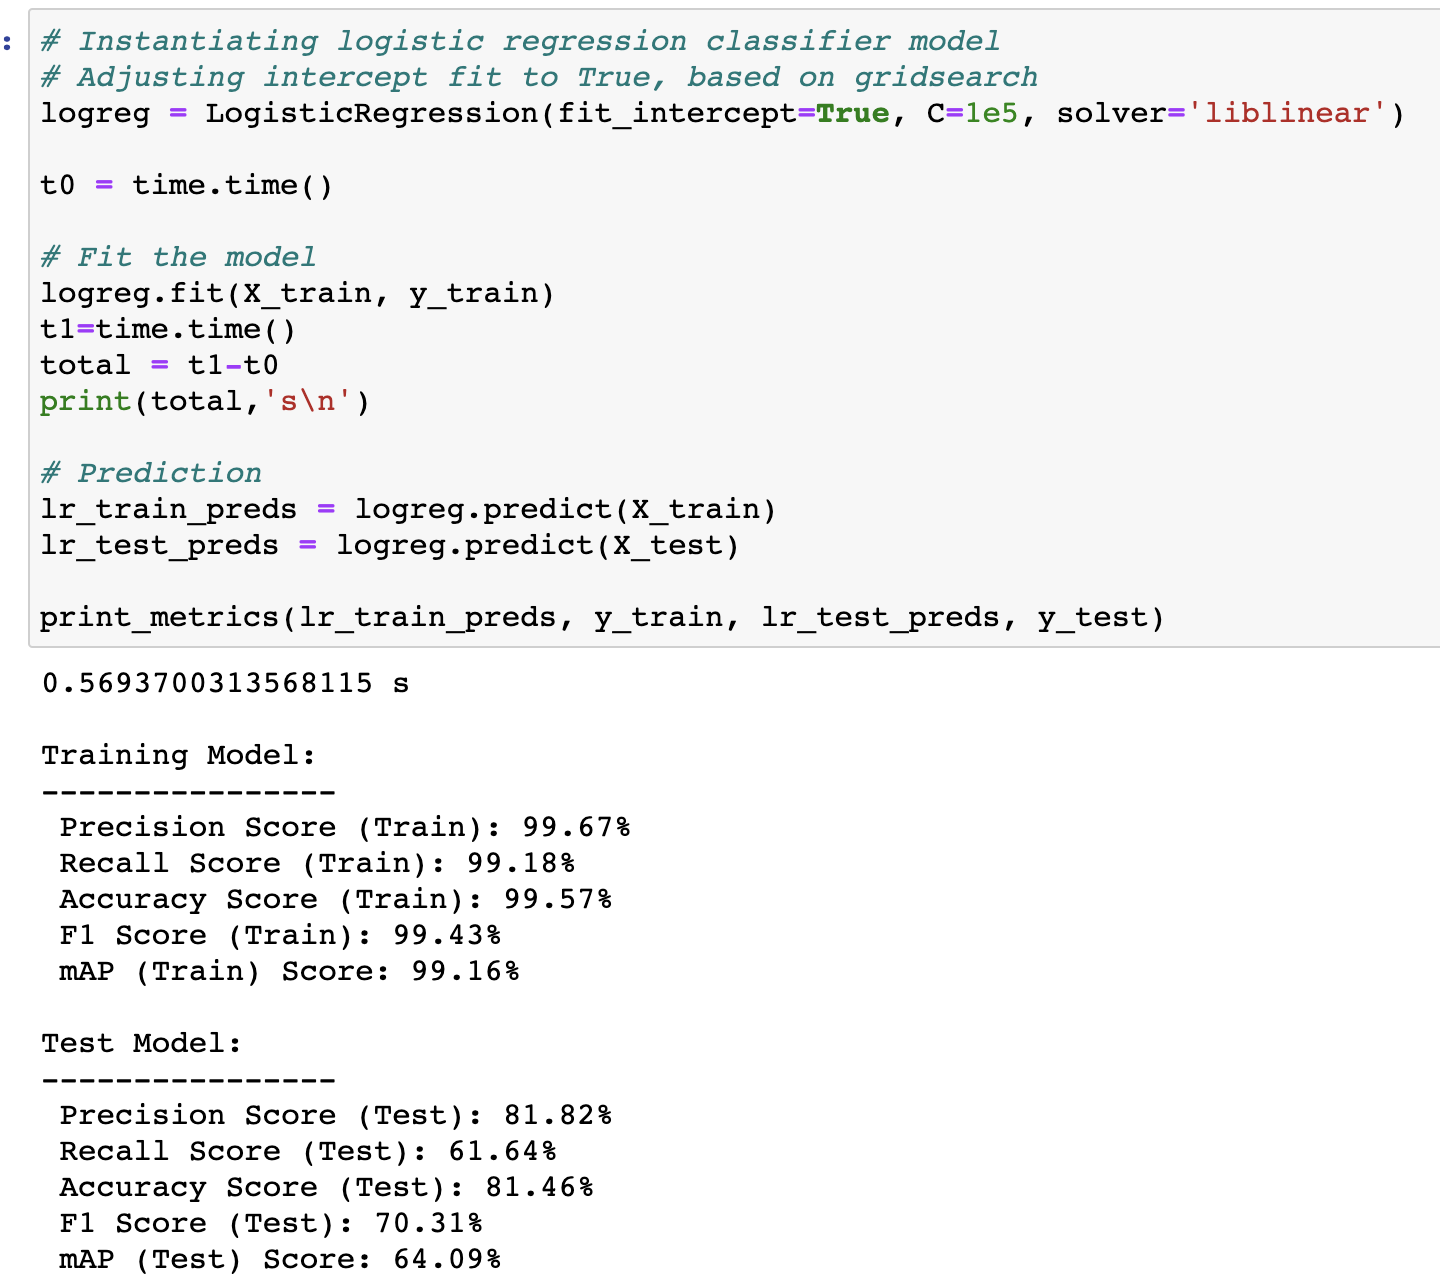 :
# Instantiating logistic regression classifier model
# Adjusting intercept fit to True, based on gridsearch
logreg = LogisticRegression(fit_intercept=True, C=1e5, solver='liblinear')
t0 = time.time()
# Fit the model
logreg.fit(X_train, y_train)
t1=time.time()
total = t1-t0
print(total,'s\n')
# Prediction
lr_train_preds = logreg.predict(X_train)
lr_test_preds = logreg.predict(X_test)
print_metrics(lr_train_preds, y_train, lr_test_preds, y_test)
0.5693700313568115 s
Training Model:
----------------
Precision Score (Train): 99.67%
Recall Score (Train): 99.18%
Accuracy Score (Train): 99.57%
F1 Score (Train): 99.43%
mAP (Train) Score: 99.16%
Test Model:
----------------
Precision Score (Test): 81.82%
Recall Score (Test): 61.64%
Accuracy Score (Test): 81.46%
F1 Score (Test): 70.31%
mAP (Test) Score: 64.09%